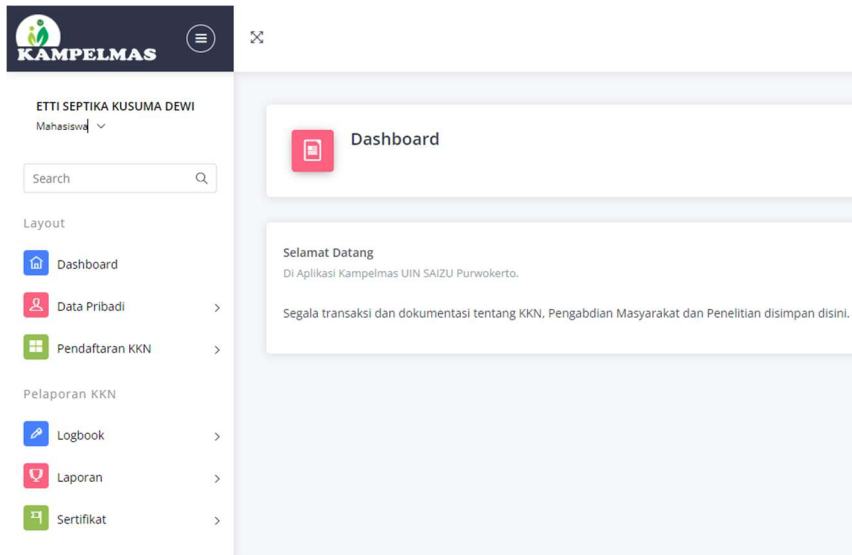 KAMPELMAS
ETTI SEPTIKA KUSUMA DEWI
Mahasiswa
Search
Layout
Dashboard
Data Pribadi
Pendaftaran KKN
Pelaporan KKN
Logbook
Laporan
Sertifikat
Dashboard
Selamat Datang
Di Aplikasi Kampelmas UIN SAIZU Purwokerto.
Segala transaksi dan dokumentasi tentang KKN, Pengabdian Masyarakat dan Penelitian disimpan disini.